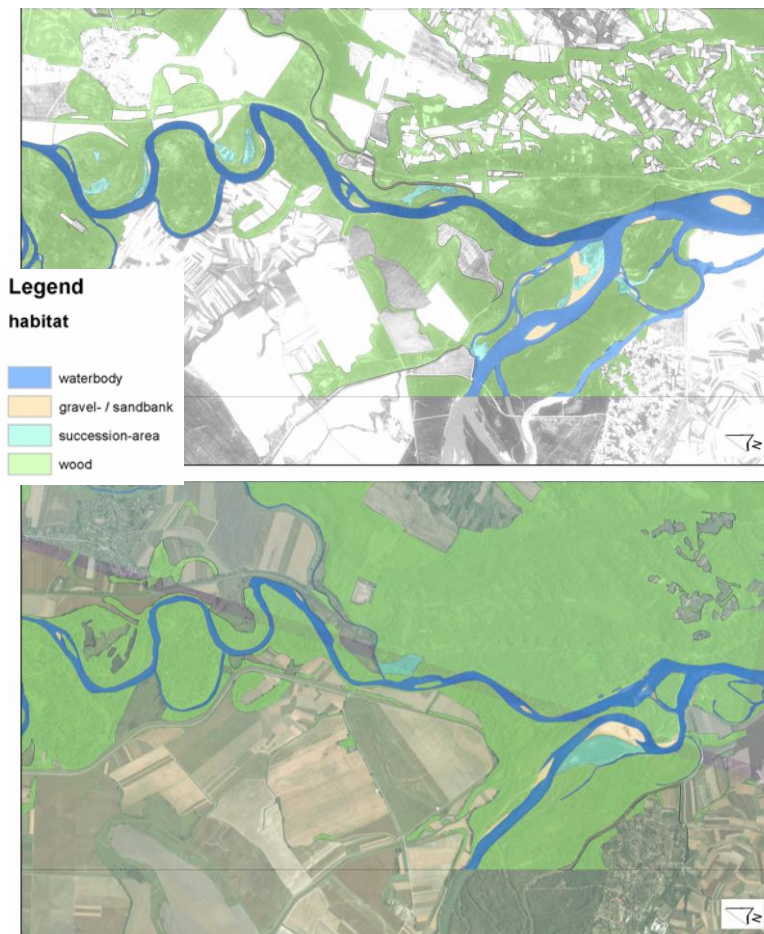 Legend
habitat
waterbody
gravel- / sandbank
succession-area
wood
N
N